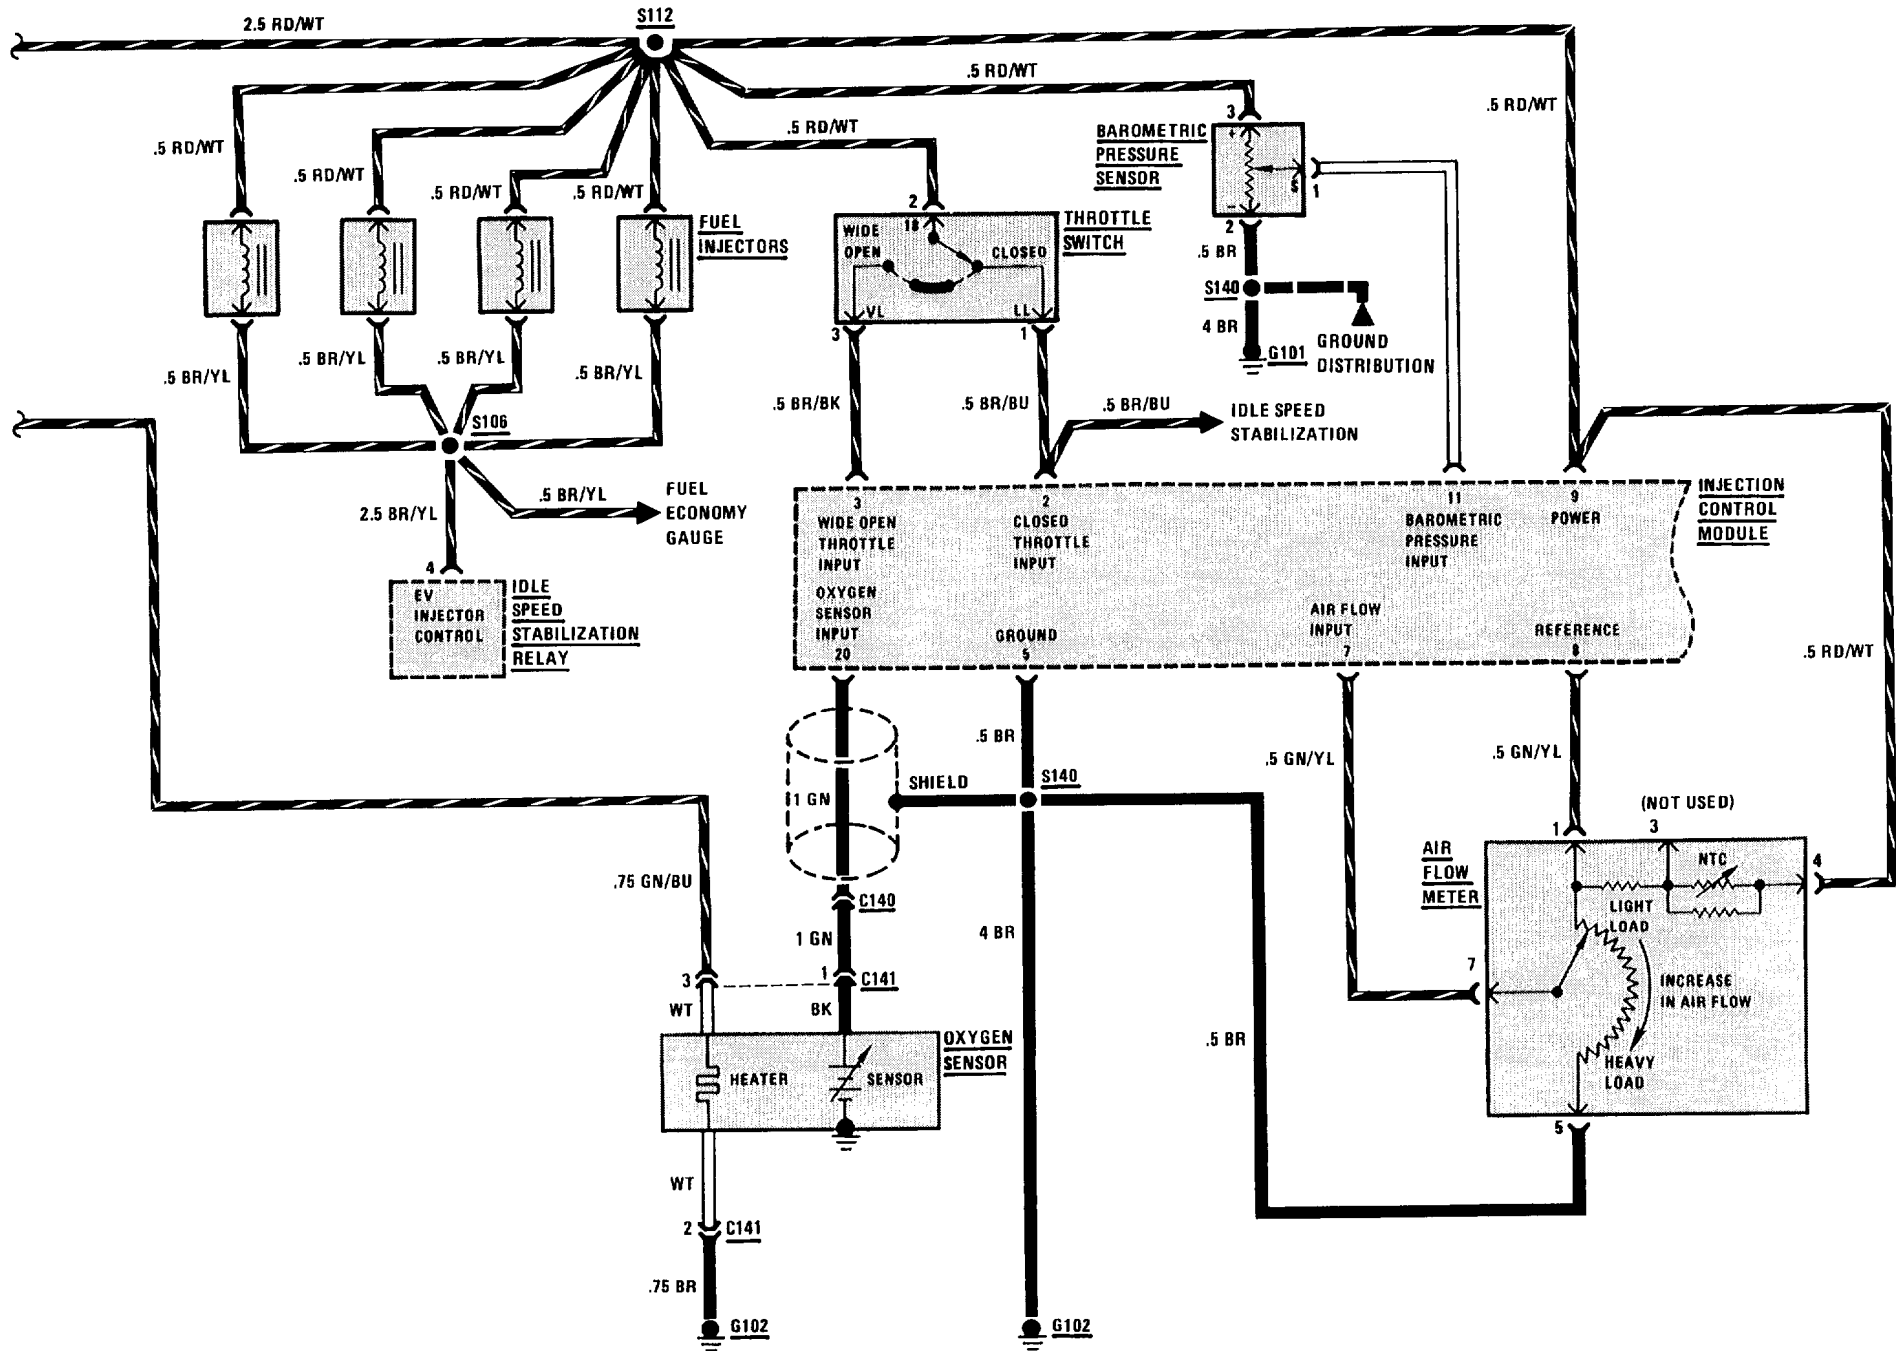 S112
2.5 RD/WT
.5 RD/WT
.5 RD/WT
.5 RD/WT
.5 RD/WT
.5 RD/WT
.5 RD/WT
.5 RD/WT
.5 RD/WT
3
BAROMETRIC
PRESSURE
SENSOR
+
S
1
-
2
.5 BR
S140
4 BR
G101
GROUND
DISTRIBUTION
FUEL
INJECTORS
2
18
WIDE
OPEN
CLOSED
VL
LL
3
1
THROTTLE
SWITCH
.5 BR/YL
.5 BR/YL
.5 BR/YL
.5 BR/YL
S106
.5 BR/BK
.5 BR/BU
.5 BR/BU
IDLE SPEED
STABILIZATION
2.5 BR/YL
.5 BR/YL
FUEL
ECONOMY
GAUGE
4
EV
INJECTOR
CONTROL
IDLE
SPEED
STABILIZATION
RELAY
3
WIDE OPEN
THROTTLE
INPUT
2
CLOSED
THROTTLE
INPUT
11
BAROMETRIC
PRESSURE
INPUT
9
POWER
INJECTION
CONTROL
MODULE
OXYGEN
SENSOR
INPUT
20
GROUND
5
AIR FLOW
INPUT
7
REFERENCE
8
.5 RD/WT
.5 BR
.5 GN/YL
.5 GN/YL
SHIELD
S140
1 GN
(NOT USED)
1
3
4
AIR
FLOW
METER
NTC
LIGHT
LOAD
7
INCREASE
IN AIR FLOW
HEAVY
LOAD
5
.75 GN/BU
C140
1 GN
4 BR
3
1
C141
WT
BK
.5 BR
OXYGEN
SENSOR
HEATER
SENSOR
WT
2
C141
.75 BR
G102
G102